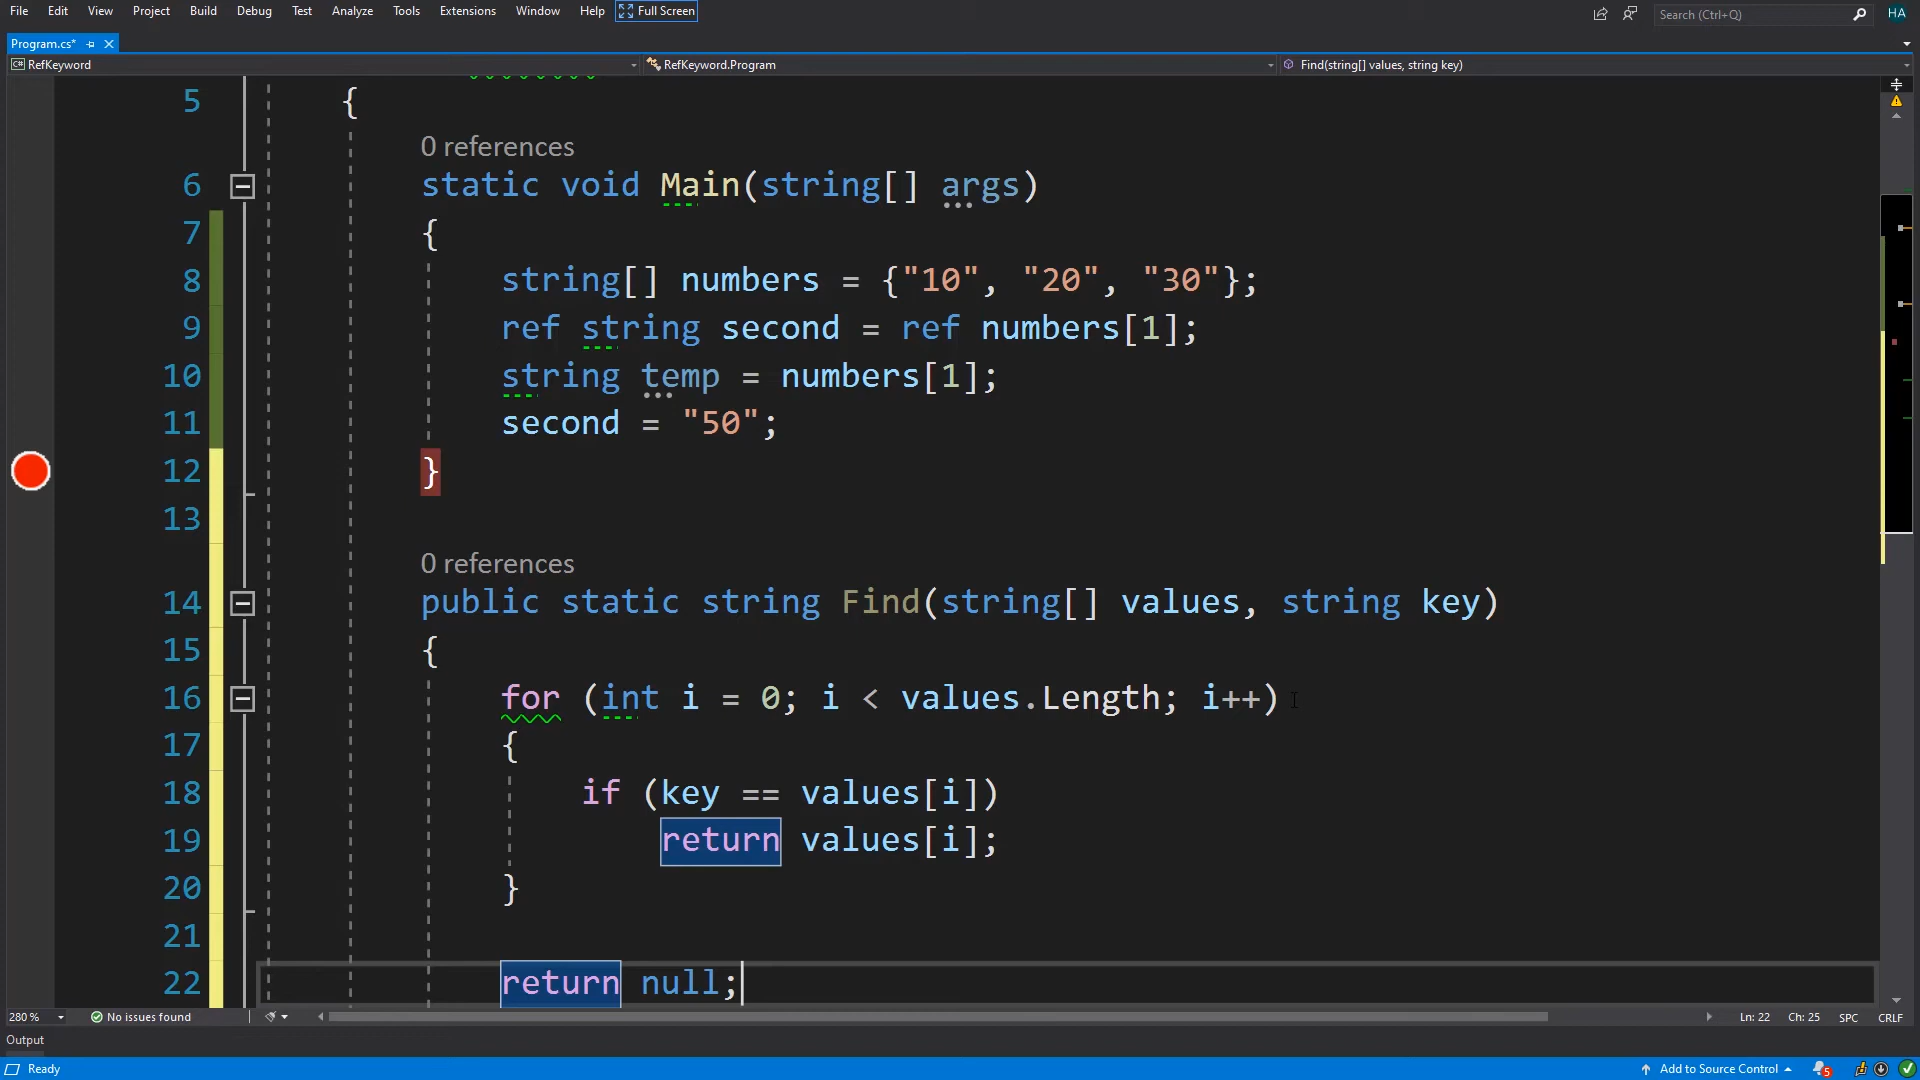 File Edit View Project Build Debug Test Analyze Tools Extensions Window Help Full Screen Search (Ctrl+Q) HA
Program.cs*
RefKeyword RefKeyword.Program Find(string[] values, string key)
5 {
0 references
6 static void Main(string[] args)
7 {
8 string[] numbers = {"10", "20", "30"};
9 ref string second = ref numbers[1];
10 string temp = numbers[1];
11 second = "50";
12 }
13
0 references
14 public static string Find(string[] values, string key)
15 {
16 for (int i = 0; i < values.Length; i++)
17 {
18 if (key == values[i])
19 return values[i];
20 }
21
22 return null;
280 % No issues found Ln: 22 Ch: 25 SPC CRLF
Output
Ready Add to Source Control 5